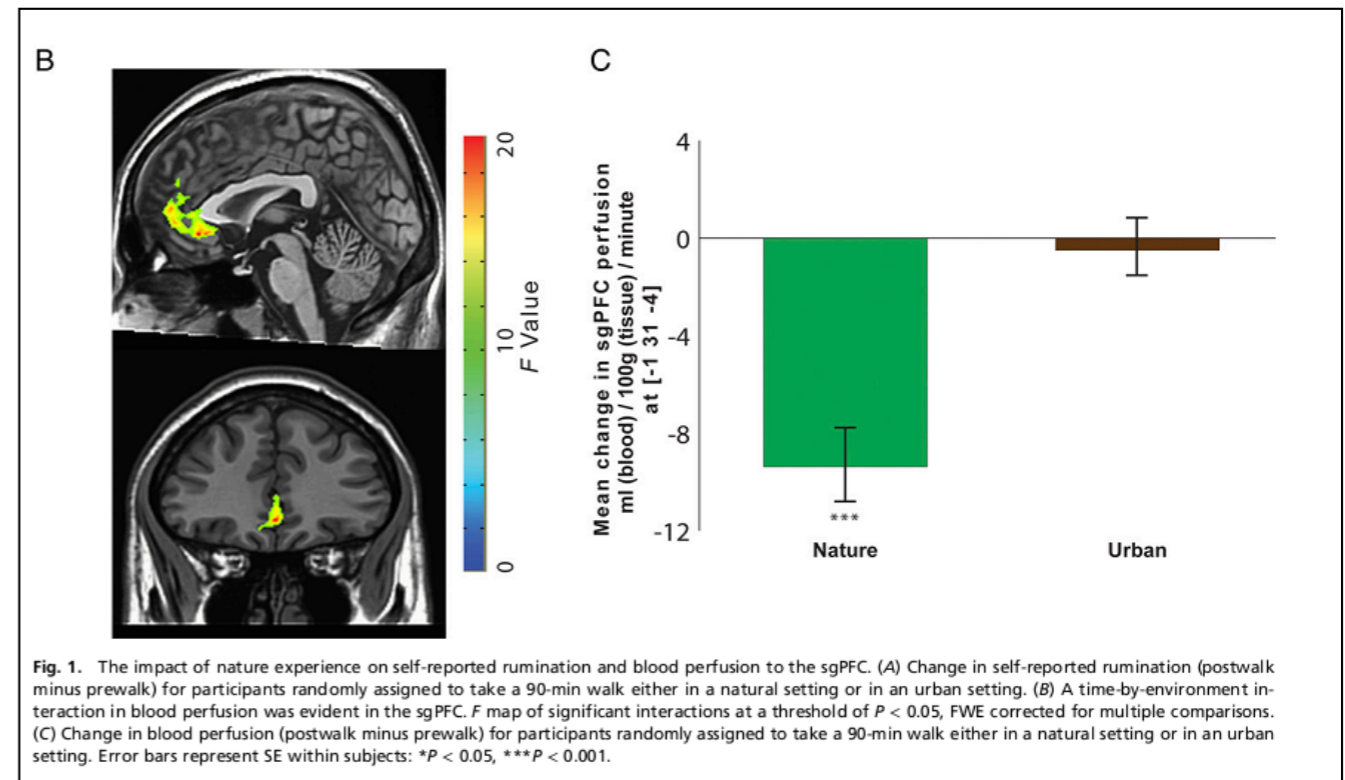 B
20
10
0
F Value
C
Mean change in sgPFC perfusion
ml (blood) / 100g (tissue) / minute
at [-1 31 -4]
4
0
-4
-8
-12
***
Nature
Urban
Fig. 1. The impact of nature experience on self-reported rumination and blood perfusion to the sgPFC. (A) Change in self-reported rumination (postwalk
minus prewalk) for participants randomly assigned to take a 90-min walk either in a natural setting or in an urban setting. (B) A time-by-environment in-
teraction in blood perfusion was evident in the sgPFC. F map of significant interactions at a threshold of P < 0.05, FWE corrected for multiple comparisons.
(C) Change in blood perfusion (postwalk minus prewalk) for participants randomly assigned to take a 90-min walk either in a natural setting or in an urban
setting. Error bars represent SE within subjects: *P < 0.05, ***P < 0.001.